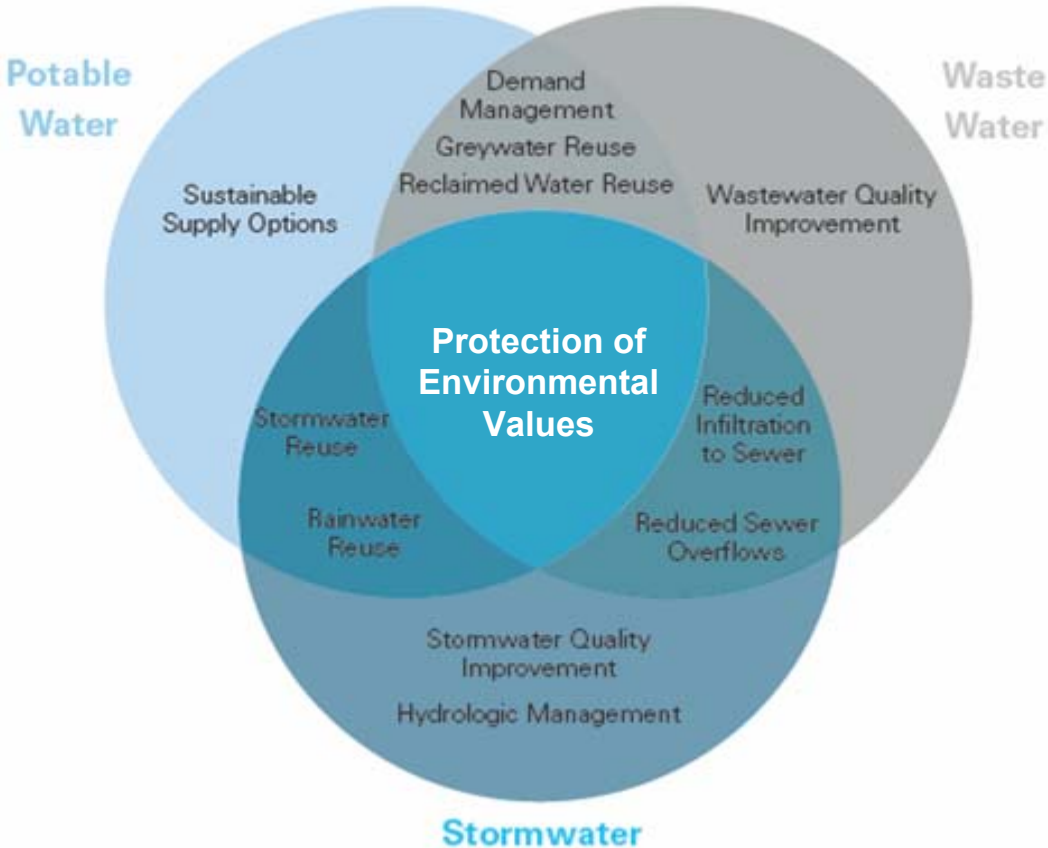 Potable
Water
Waste
Water
Demand
Management
Greywater Reuse
Reclaimed Water Reuse
Sustainable
Supply Options
Wastewater Quality
Improvement
Protection of
Environmental
Values
Stormwater
Reuse
Rainwater
Reuse
Reduced
Infiltration
to Sewer
Reduced Sewer
Overflows
Stormwater Quality
Improvement
Hydrologic Management
Stormwater